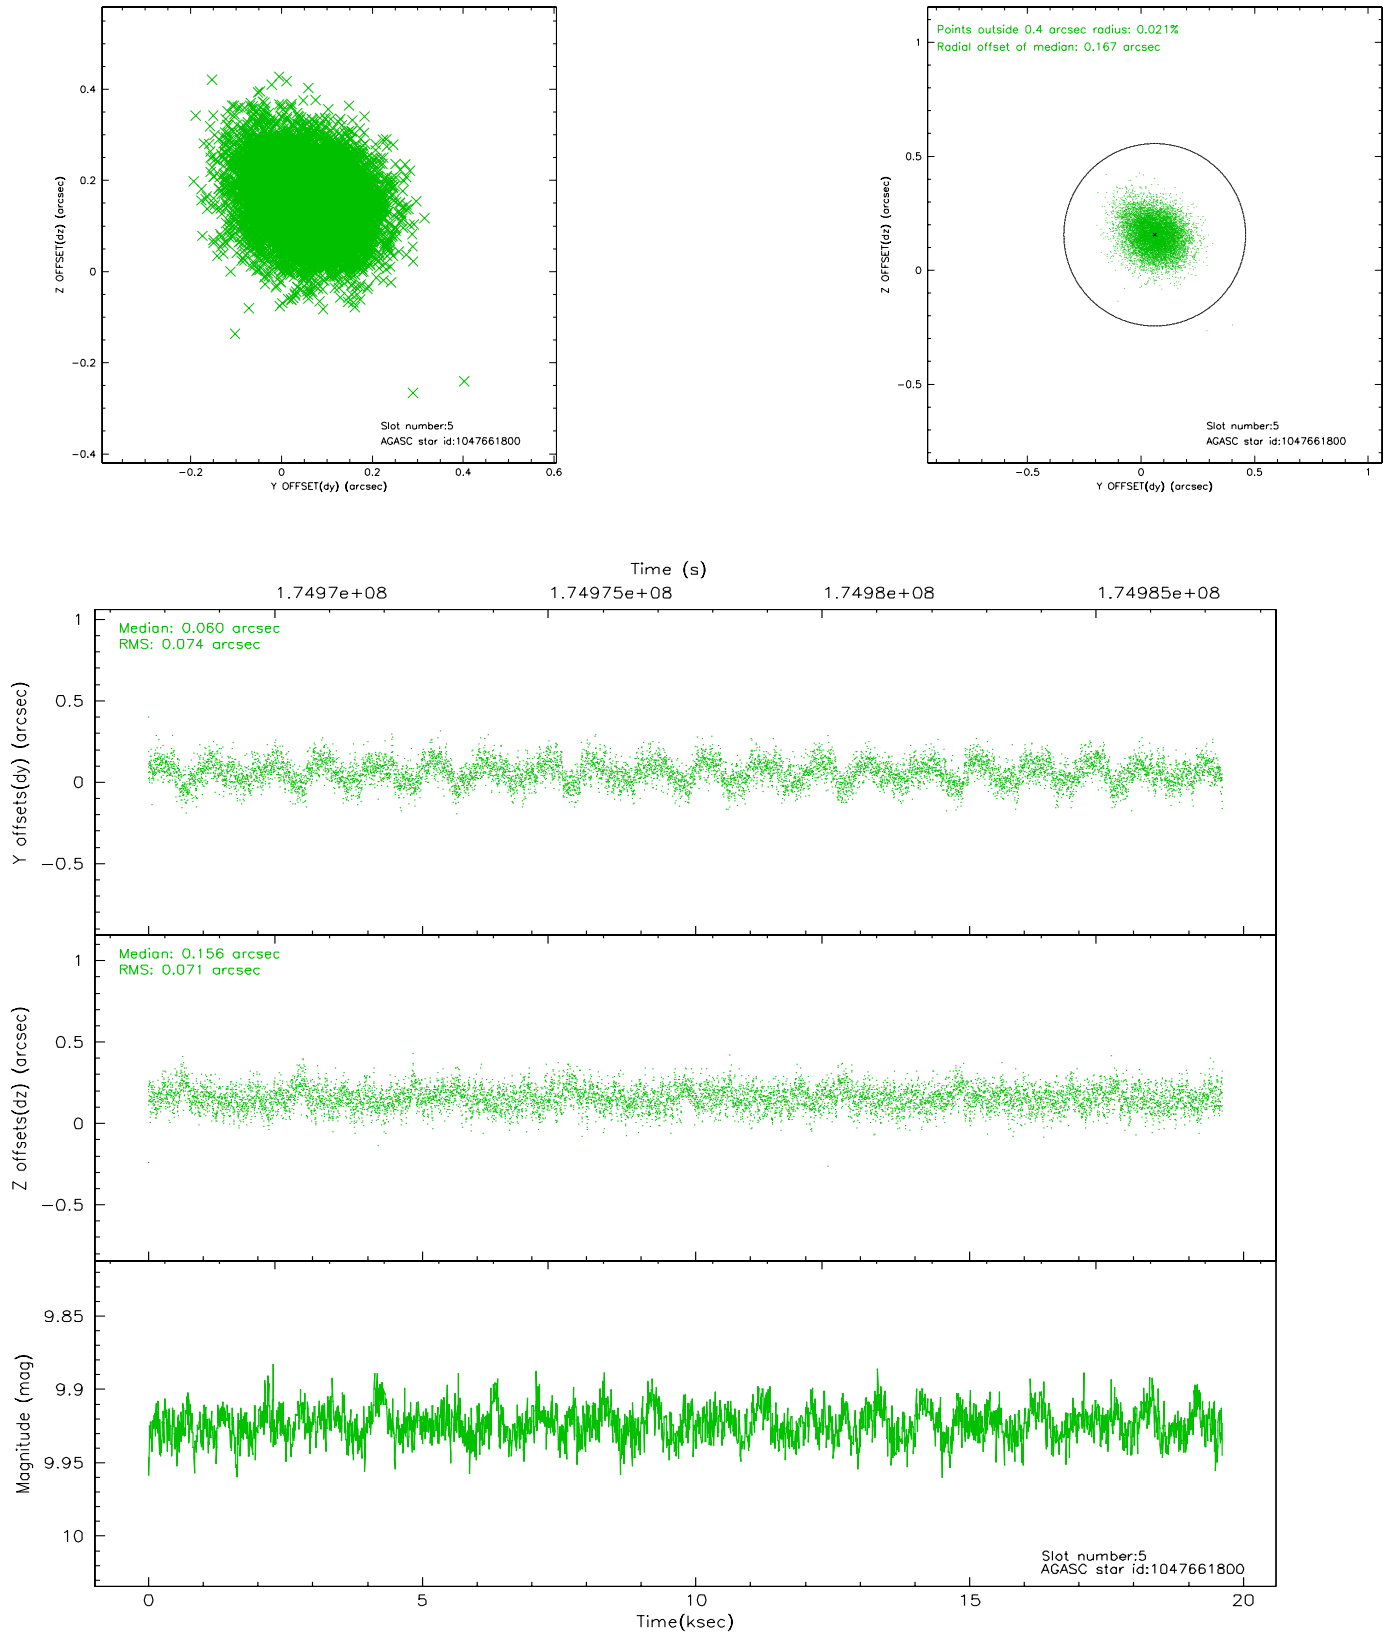 0.4
0.2
0
−0.2
−0.4
Z OFFSET(dz) (arcsec)
Slot number:5
AGASC star id:1047661800
−0.2 0 0.2 0.4 0.6
Y OFFSET(dy) (arcsec)
Points outside 0.4 arcsec radius: 0.021%
Radial offset of median: 0.167 arcsec
1
0.5
0
−0.5
Z OFFSET(dz) (arcsec)
Slot number:5
AGASC star id:1047661800
−0.5 0 0.5 1
Y OFFSET(dy) (arcsec)
Time (s)
1.7497e+08 1.74975e+08 1.7498e+08 1.74985e+08
Median: 0.060 arcsec
RMS: 0.074 arcsec
1
0.5
0
−0.5
Y offsets(dy) (arcsec)
Median: 0.156 arcsec
RMS: 0.071 arcsec
1
0.5
0
−0.5
Z offsets(dz) (arcsec)
9.85
9.9
9.95
10
Magnitude (mag)
Slot number:5
AGASC star id:1047661800
0 5 10 15 20
Time(ksec)